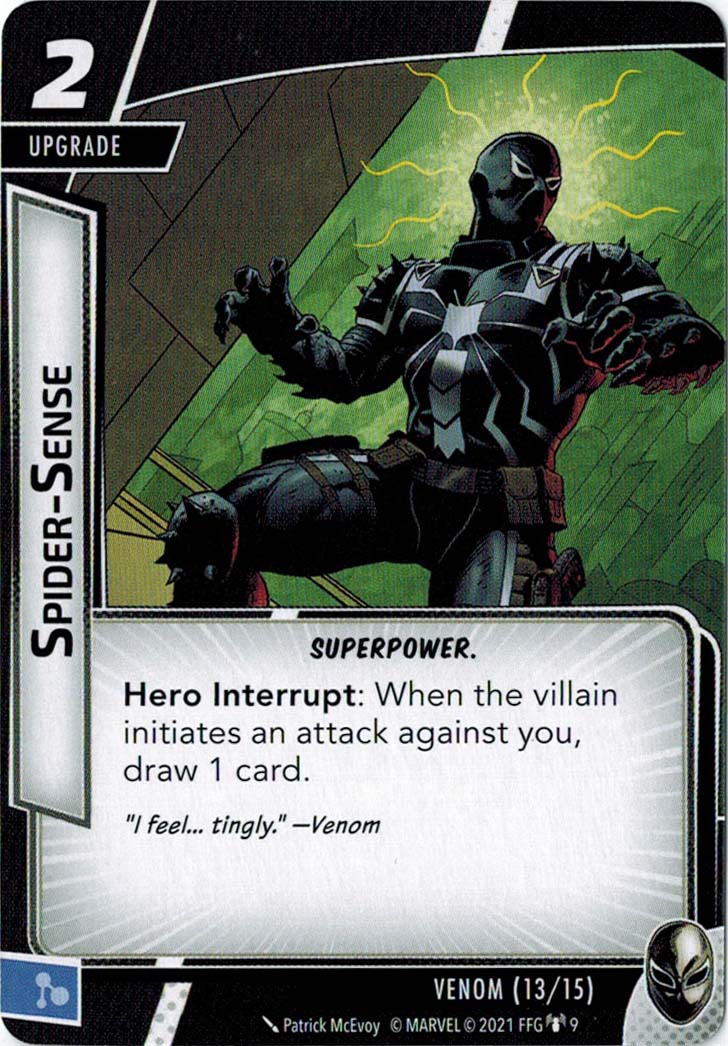 2
UPGRADE
SPIDER-SENSE
SUPERPOWER.
Hero Interrupt: When the villain
initiates an attack against you,
draw 1 card.
"I feel... tingly." —Venom
VENOM (13/15)
Patrick McEvoy © MARVEL © 2021 FFG 9